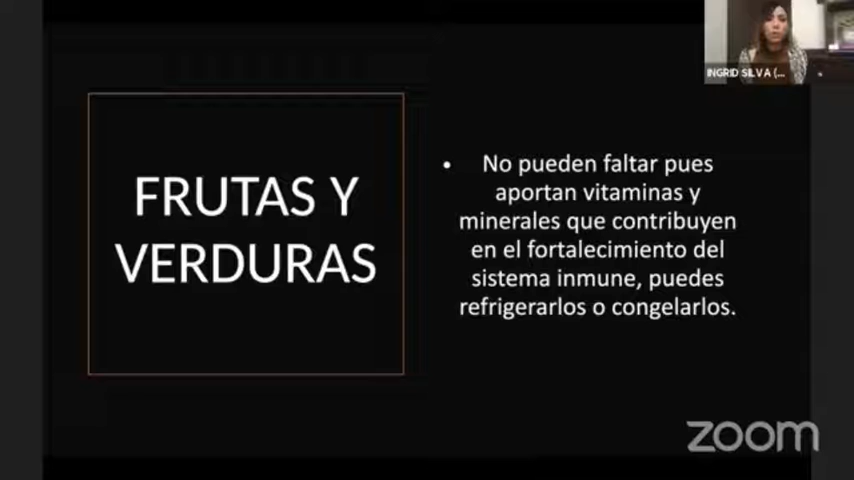 INGRID SILVA (...
FRUTAS Y
VERDURAS
• No pueden faltar pues
aportan vitaminas y
minerales que contribuyen
en el fortalecimiento del
sistema inmune, puedes
refrigerarlos o congelarlos.
zoom